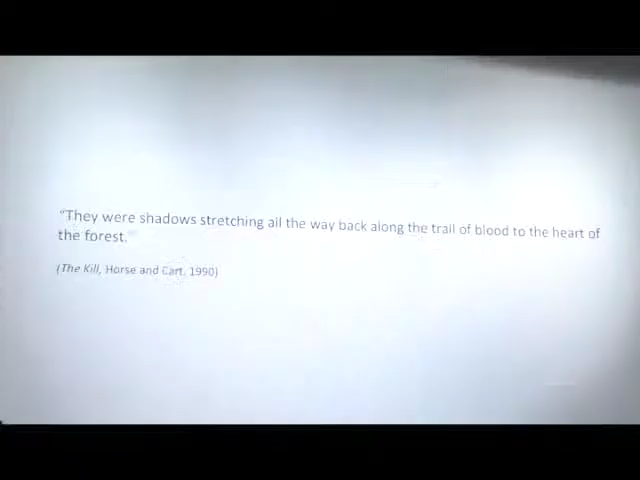 “They were shadows stretching all the way back along the trail of blood to the heart of
the forest.”
(The Kill, Horse and Cart, 1990)